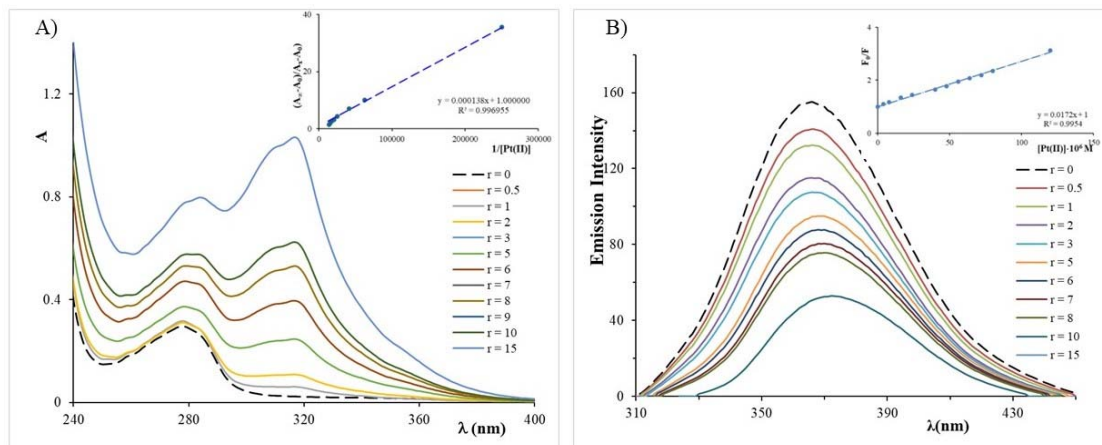 A)
(A∞-A₀)/Aₓ-A₀)
40
20
0
y = 0.000138x + 1.000000
R² = 0.996955
0 100000 200000 300000
1/[Pt(II)]
1.2
0.8
0.4
0
A
r = 0
r = 0.5
r = 1
r = 2
r = 3
r = 5
r = 6
r = 7
r = 8
r = 9
r = 10
r = 15
240 280 320 360 400
λ (nm)
B)
F₀/F
4
2
0
y = 0.0172x + 1
R² = 0.9954
0 50 100 150
[Pt(II)]·10⁶ M
160
120
80
40
0
Emission Intensity
r = 0
r = 0.5
r = 1
r = 2
r = 3
r = 5
r = 6
r = 7
r = 8
r = 10
r = 15
310 350 390 430
λ(nm)